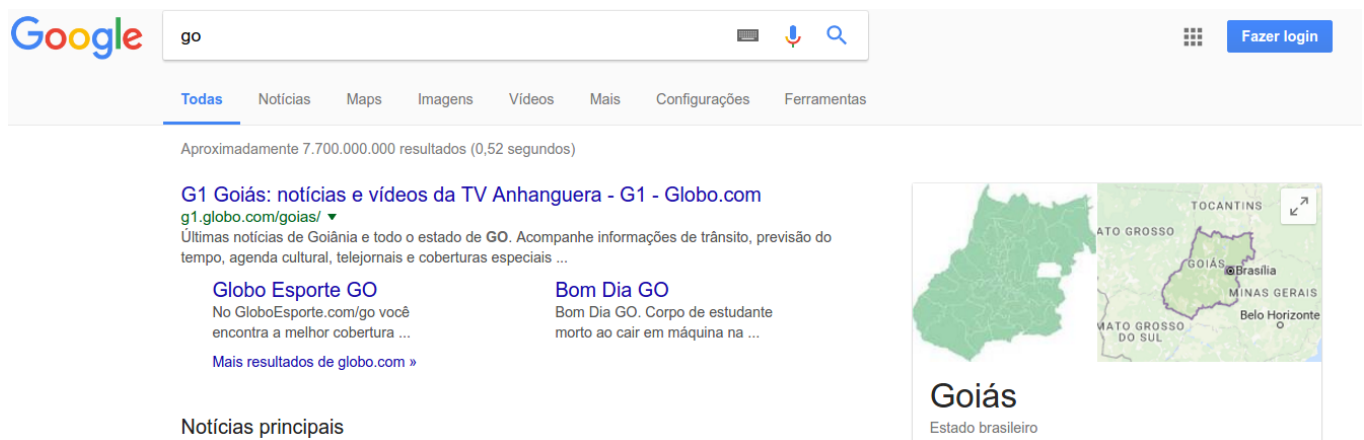 Google
go
Fazer login
Todas Notícias Maps Imagens Vídeos Mais Configurações Ferramentas
Aproximadamente 7.700.000.000 resultados (0,52 segundos)
G1 Goiás: notícias e vídeos da TV Anhanguera - G1 - Globo.com
g1.globo.com/goias/
Últimas notícias de Goiânia e todo o estado de GO. Acompanhe informações de trânsito, previsão do
tempo, agenda cultural, telejornais e coberturas especiais ...
Globo Esporte GO
No GloboEsporte.com/go você
encontra a melhor cobertura ...
Bom Dia GO
Bom Dia GO. Corpo de estudante
morto ao cair em máquina na ...
Mais resultados de globo.com »
Notícias principais
TOCANTINS
ATO GROSSO
GOIÁS
Brasília
MINAS GERAIS
Belo Horizonte
MATO GROSSO
DO SUL
Goiás
Estado brasileiro